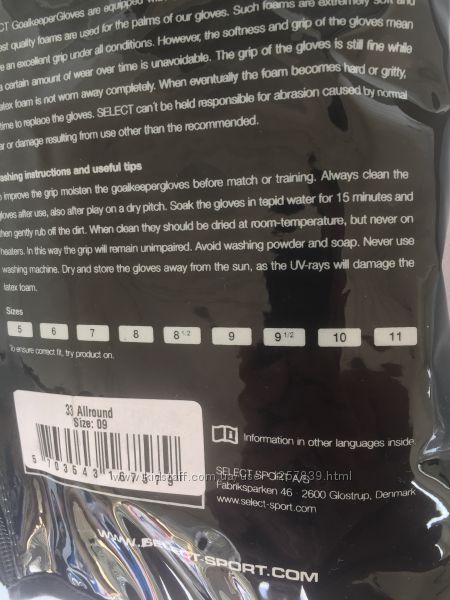 CT GoalkeeperGloves are equipped
est quality foams are used for the palms of our gloves. Such foams are extremely soft and
an excellent grip under all conditions. However, the softness and grip of the gloves mean
a certain amount of wear over time is unavoidable. The grip of the gloves is still fine while
latex foam is not worn away completely. When eventually the foam becomes hard or gritty,
time to replace the gloves. SELECT can't be held responsible for abrasion caused by normal
or damage resulting from use other than the recommended.
ashing instructions and useful tips
o improve the grip moisten the goalkeepergloves before match or training. Always clean the
gloves after use, also after play on a dry pitch. Soak the gloves in tepid water for 15 minutes and
then gently rub off the dirt. When clean they should be dried at room-temperature, but never on
heaters. In this way the grip will remain unimpaired. Avoid washing powder and soap. Never use
washing machine. Dry and store the gloves away from the sun, as the UV-rays will damage the
latex foam.
Sizes
5 6 7 8 8 1/2 9 9 1/2 10 11
To ensure correct fit, try product on.
33 Allround
Size: 09
5 703543 167579
Information in other languages inside.
SELECT SPORT A/S
Fabriksparken 46 · 2600 Glostrup, Denmark
www.select-sport.com
WWW.SELECT-SPORT.COM